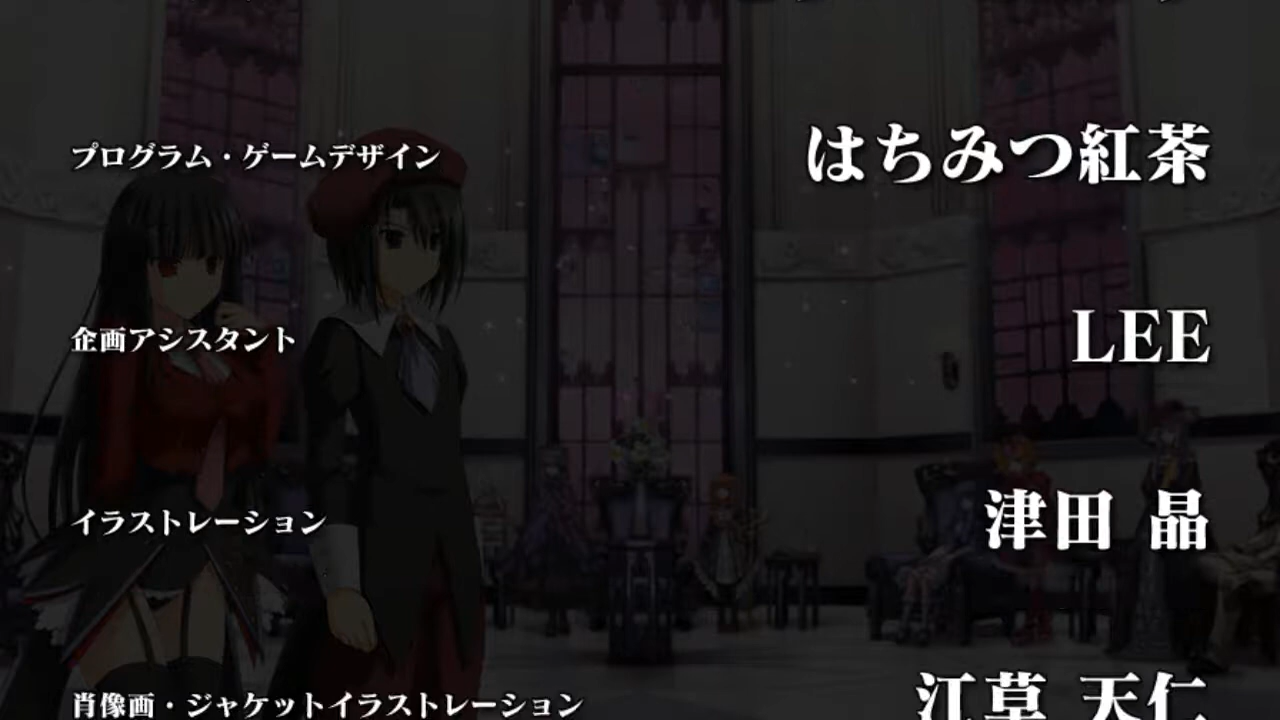 プログラム・ゲームデザイン はちみつ紅茶
企画アシスタント LEE
イラストレーション 津田 晶
肖像画・ジャケットイラストレーション 江草 天仁